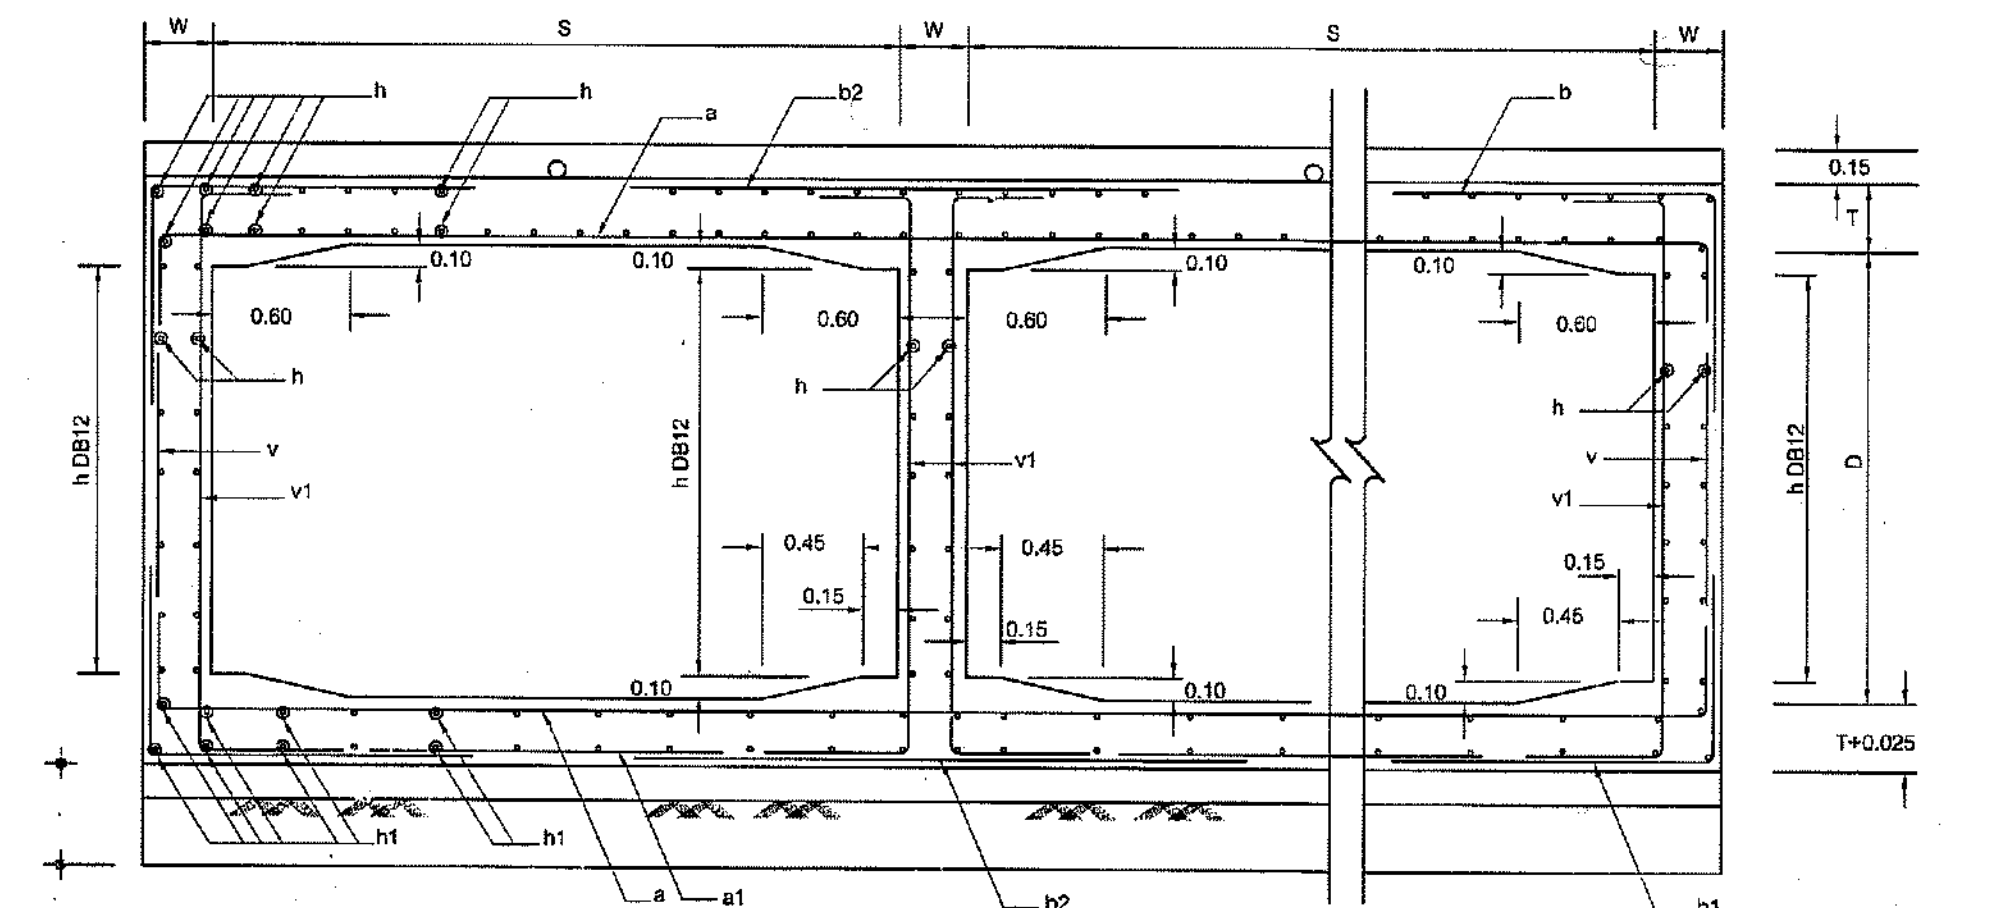 W S W S W
h h a b2 b
0.15
T
0.10 0.10 0.10 0.10
0.60 0.60 0.60 0.60
h h h
h DB12 h DB12 h DB12 D
v v1 v1 v v1
0.45 0.45
0.15 0.15 0.15 0.45
0.10 0.10 0.10
T+0.025
h1 h1
a a1 b2 b1